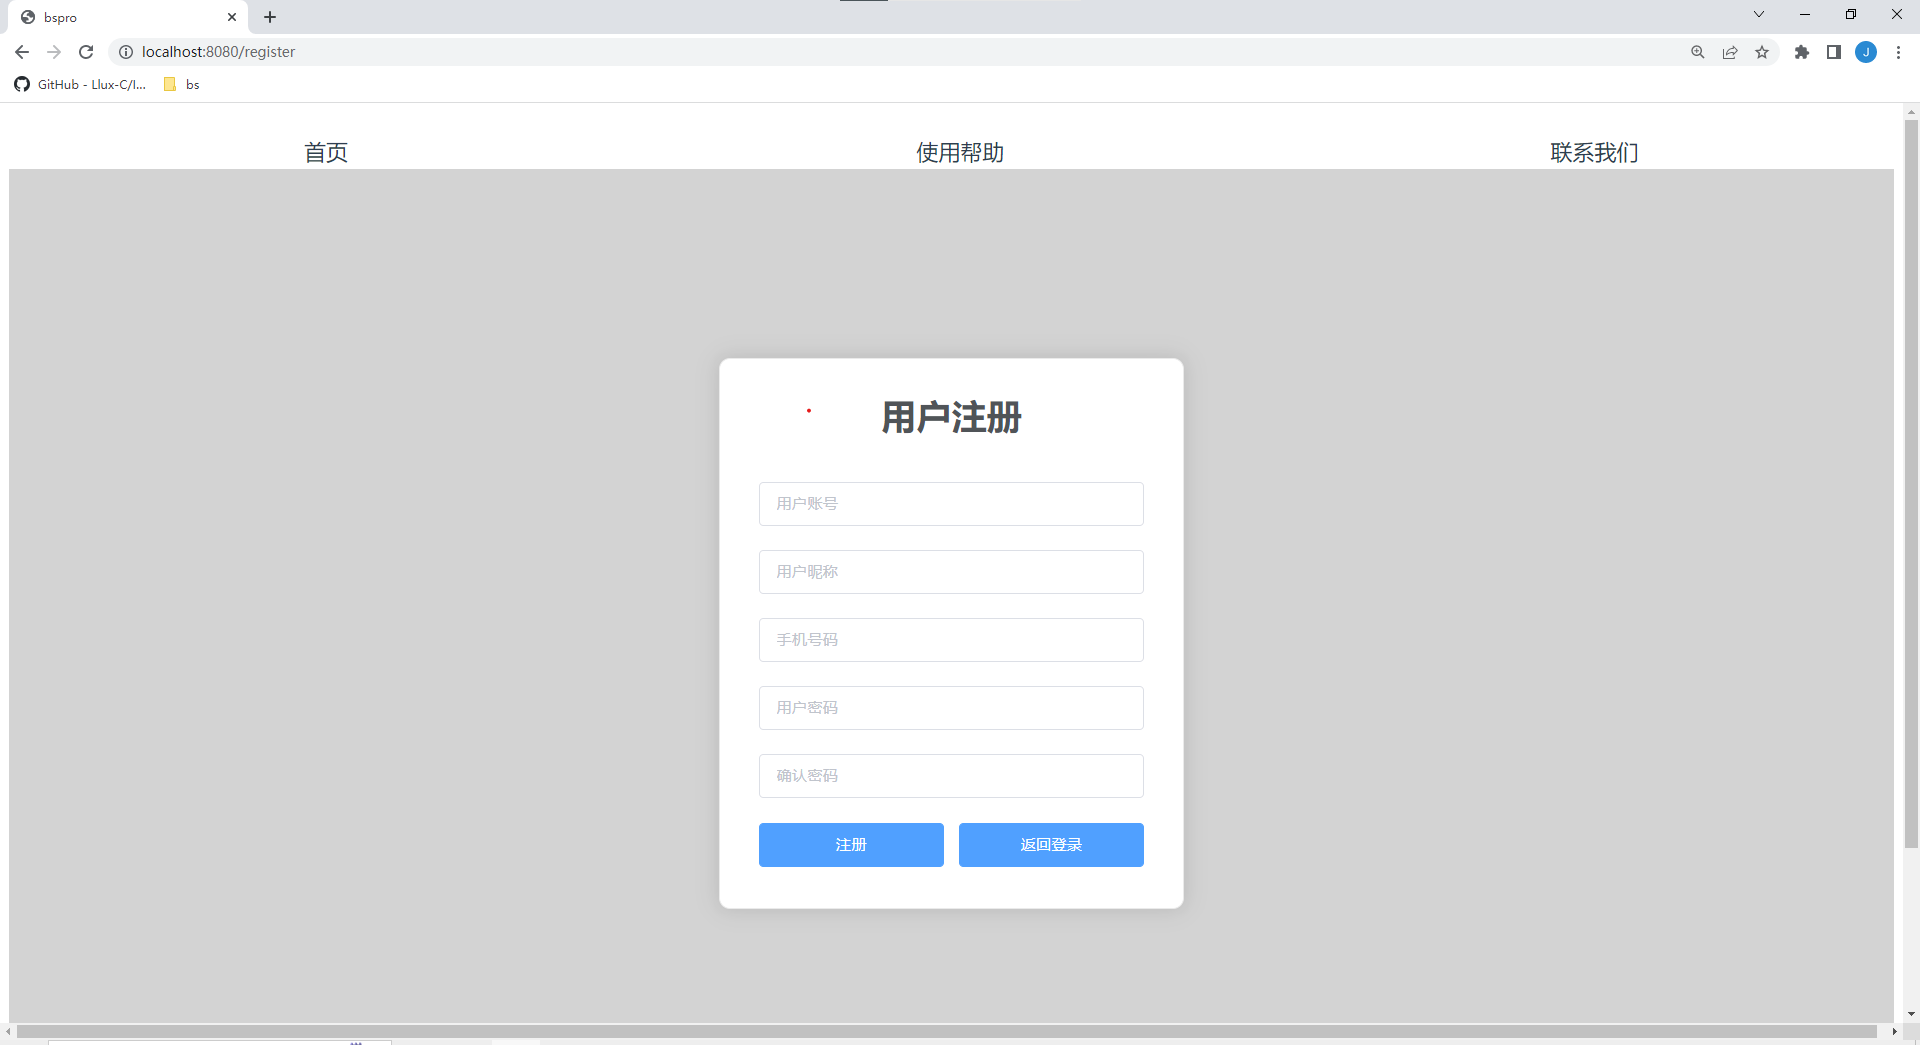 bspro
localhost:8080/register
J
GitHub - Llux-C/I...
bs
首页
使用帮助
联系我们
用户注册
用户账号
用户昵称
手机号码
用户密码
确认密码
注册
返回登录